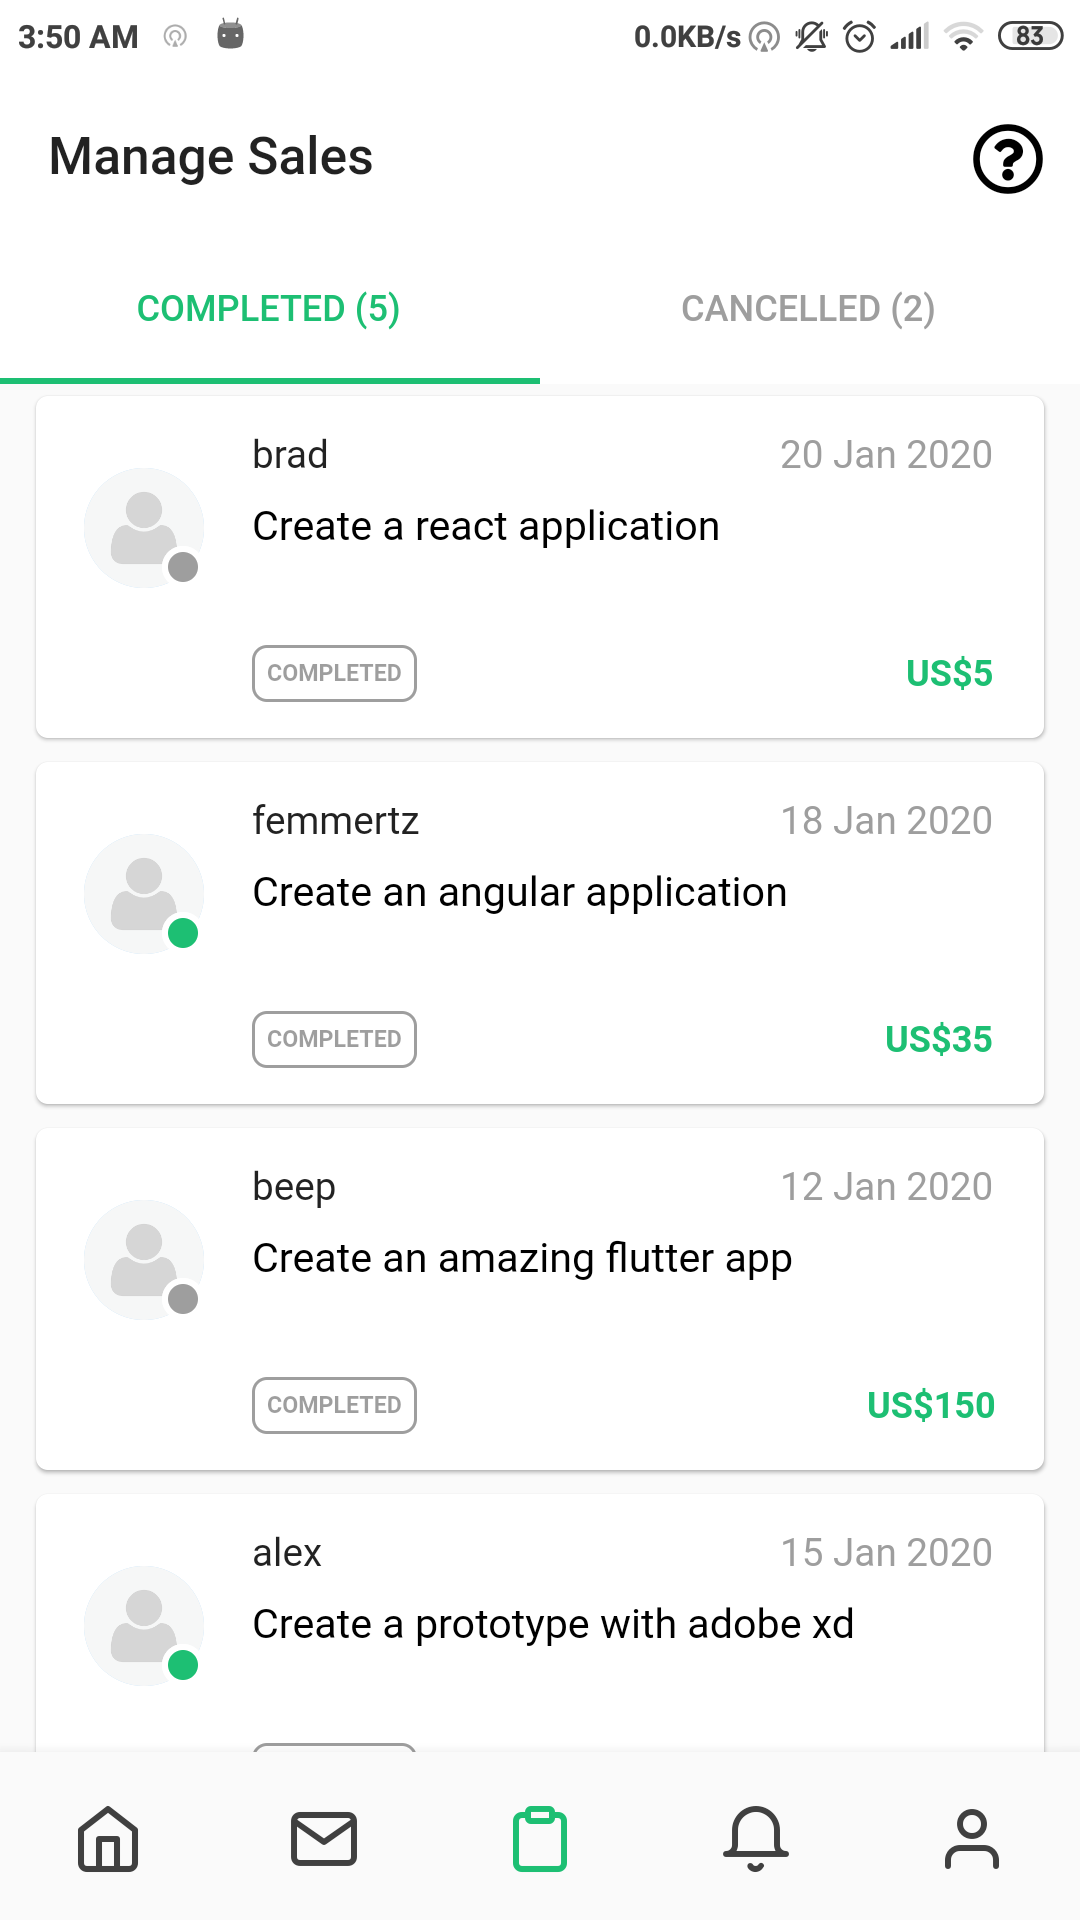 3:50 AM 0.0KB/s 83
Manage Sales
COMPLETED (5) CANCELLED (2)
brad 20 Jan 2020
Create a react application
COMPLETED US$5
femmertz 18 Jan 2020
Create an angular application
COMPLETED US$35
beep 12 Jan 2020
Create an amazing flutter app
COMPLETED US$150
alex 15 Jan 2020
Create a prototype with adobe xd